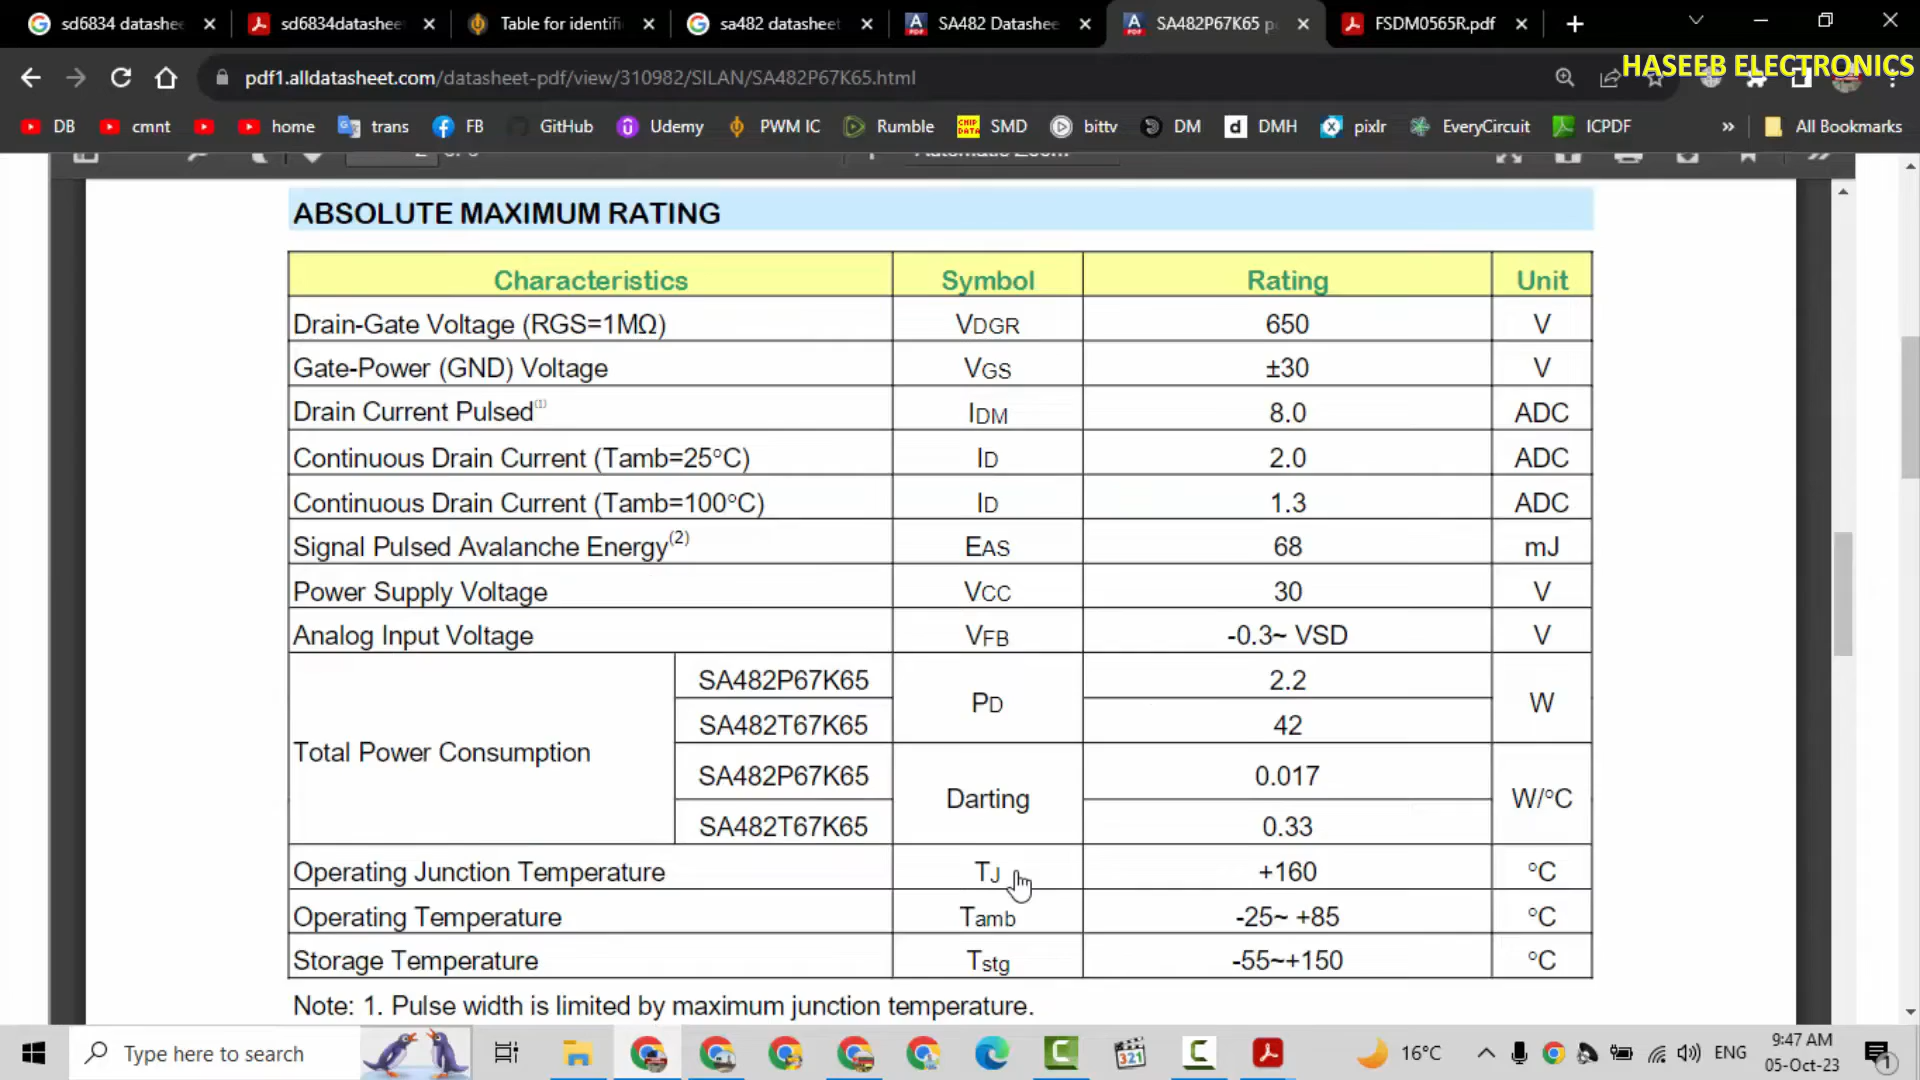 sd6834 datashe
sd6834datashee
Table for identifi
sa482 datasheet
SA482 Datashee
SA482P67K65 p
FSDM0565R.pdf
pdf1.alldatasheet.com/datasheet-pdf/view/310982/SILAN/SA482P67K65.html
HASEEB ELECTRONICS
DB cmnt home trans FB GitHub Udemy PWM IC Rumble SMD bittv DM DMH pixlr EveryCircuit ICPDF » All Bookmarks
ABSOLUTE MAXIMUM RATING
Characteristics Symbol Rating Unit
Drain-Gate Voltage (RGS=1MΩ) VDGR 650 V
Gate-Power (GND) Voltage VGS ±30 V
Drain Current Pulsed(1) IDM 8.0 ADC
Continuous Drain Current (Tamb=25°C) ID 2.0 ADC
Continuous Drain Current (Tamb=100°C) ID 1.3 ADC
Signal Pulsed Avalanche Energy(2) EAS 68 mJ
Power Supply Voltage VCC 30 V
Analog Input Voltage VFB -0.3~ VSD V
Total Power Consumption SA482P67K65 PD 2.2 W
SA482T67K65 42
SA482P67K65 Darting 0.017 W/°C
SA482T67K65 0.33
Operating Junction Temperature TJ +160 °C
Operating Temperature Tamb -25~ +85 °C
Storage Temperature Tstg -55~+150 °C
Note: 1. Pulse width is limited by maximum junction temperature.
Type here to search
321
16°C
ENG
9:47 AM
05-Oct-23
1